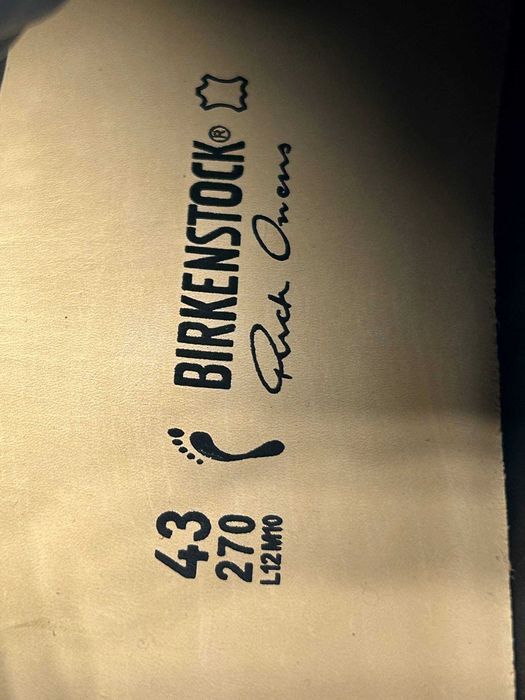 43
270
L12M10
BIRKENSTOCK®
Rick Owens